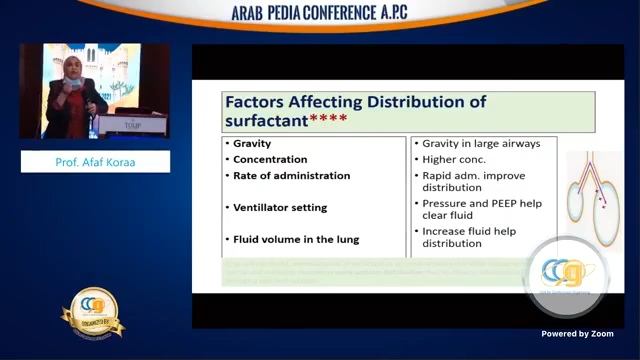 ARAB PEDIA CONFERENCE A.P.C
Prof. Afaf Koraa
Factors Affecting Distribution of
surfactant****
• Gravity
• Concentration
• Rate of administration
• Ventillator setting
• Fluid volume in the lung
• Gravity in large airways
• Higher conc.
• Rapid adm. improve
distribution
• Pressure and PEEP help
clear fluid
• Increase fluid help
distribution
Powered by Zoom